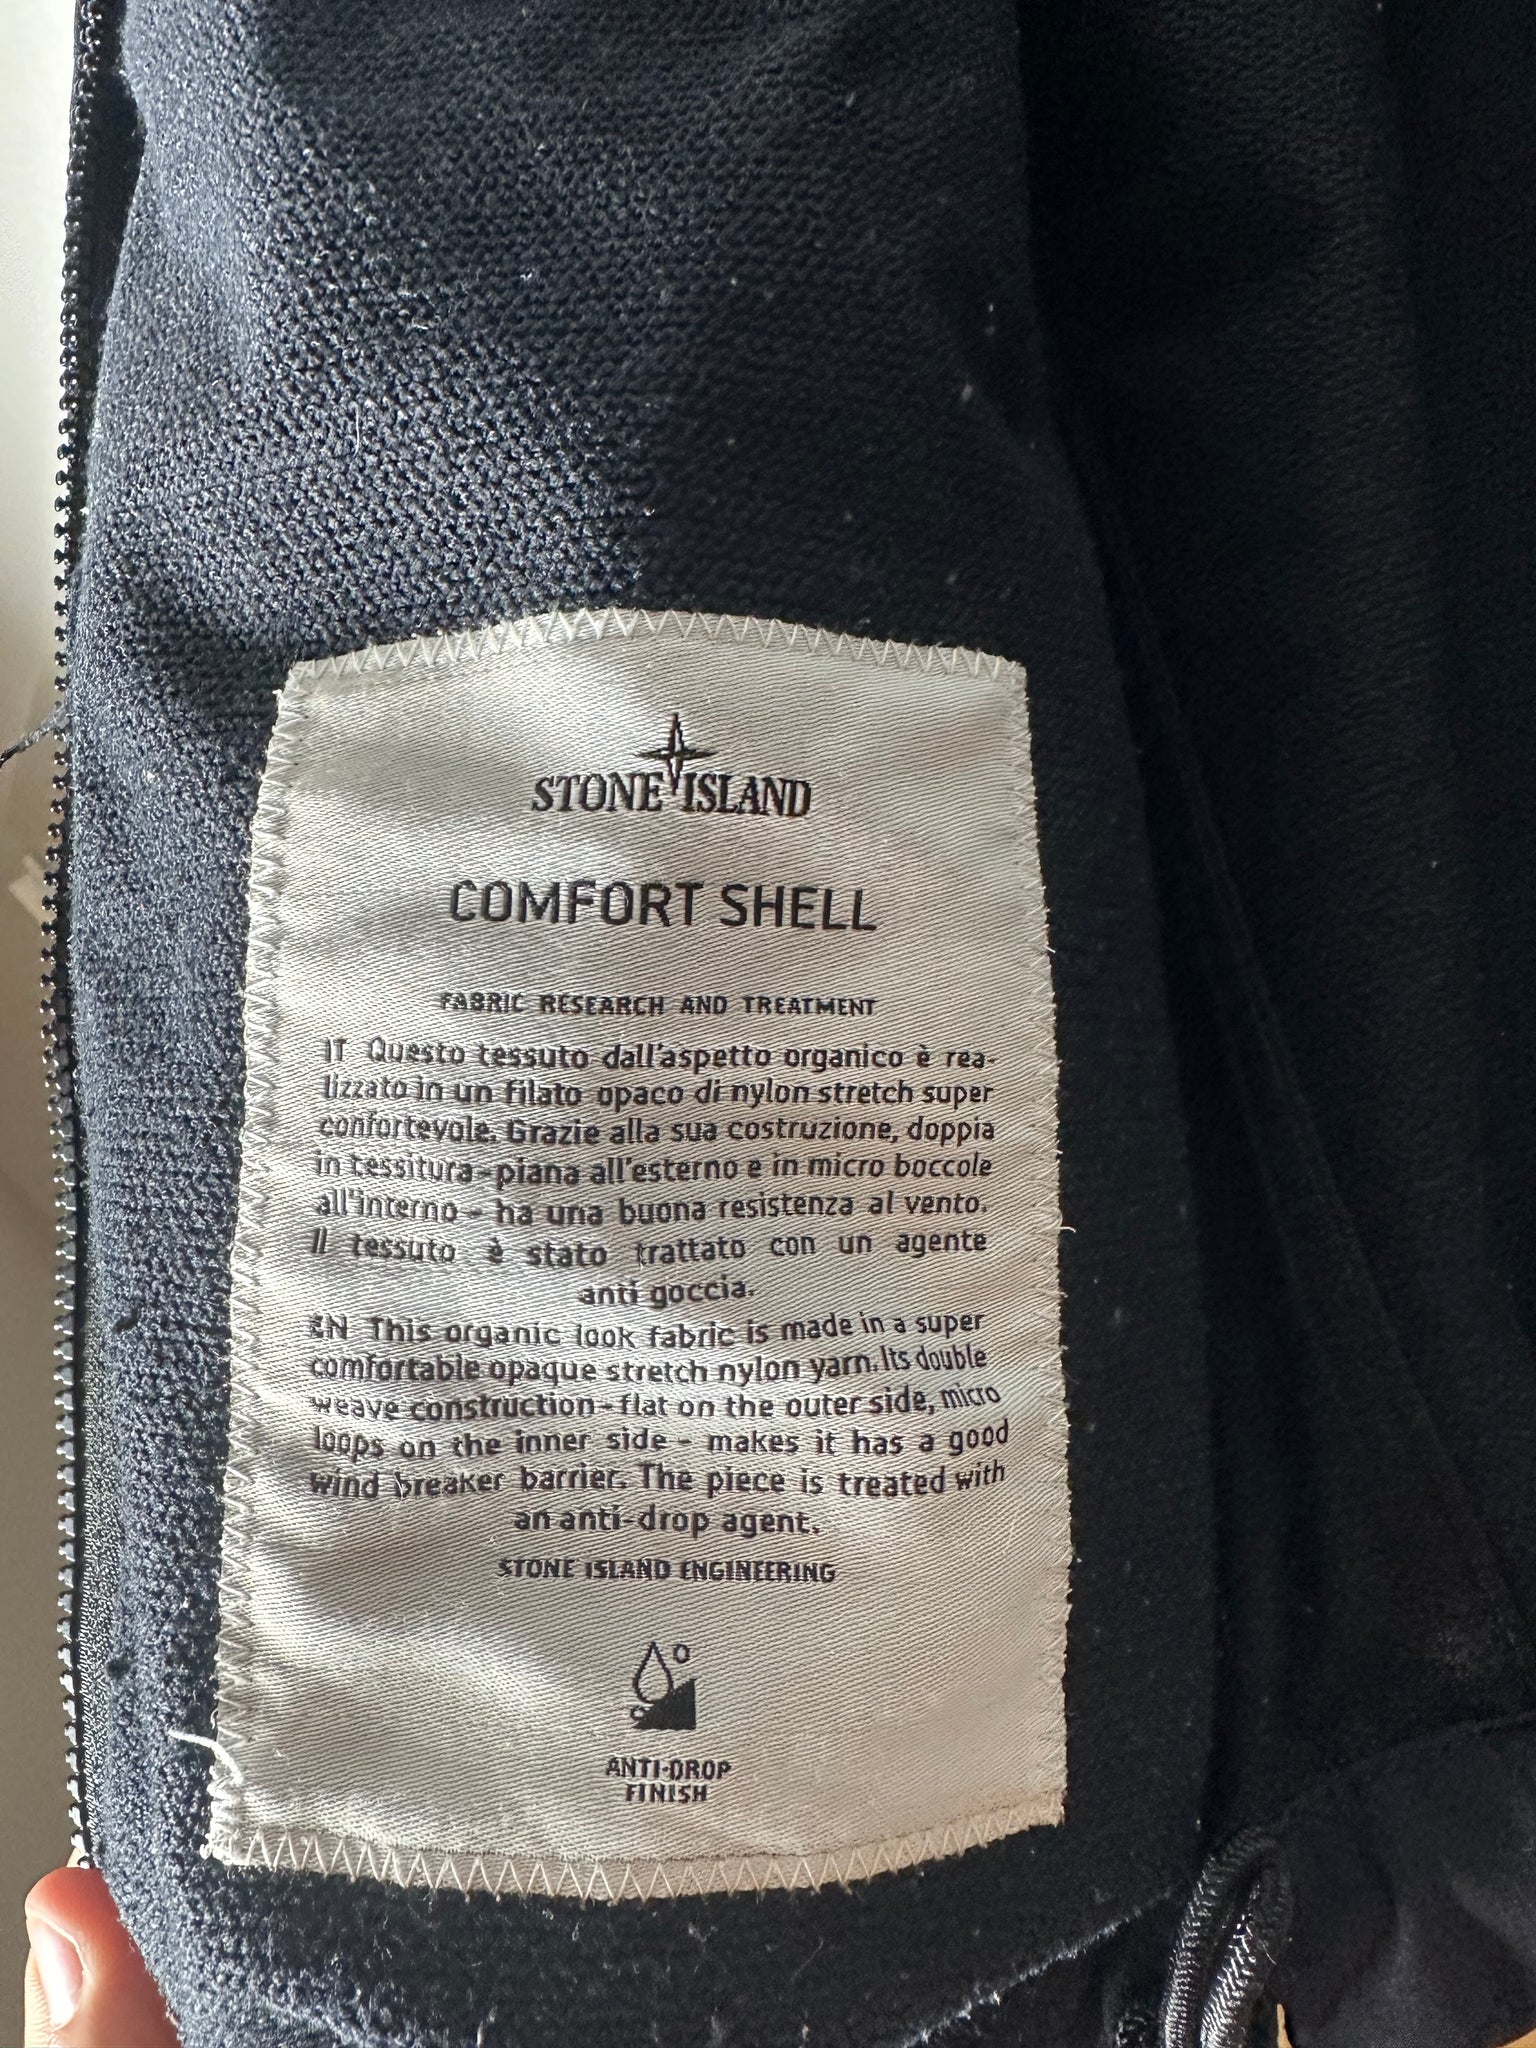 STONE ISLAND
COMFORT SHELL
FABRIC RESEARCH AND TREATMENT
IT Questo tessuto dall'aspetto organico è rea-
lizzato in un filato opaco di nylon stretch super
confortevole. Grazie alla sua costruzione, doppia
in tessitura - piana all'esterno e in micro boccole
all'interno - ha una buona resistenza al vento.
Il tessuto è stato trattato con un agente
anti goccia.
EN This organic look fabric is made in a super
comfortable opaque stretch nylon yarn. Its double
weave construction - flat on the outer side, micro
loops on the inner side - makes it has a good
wind breaker barrier. The piece is treated with
an anti-drop agent.
STONE ISLAND ENGINEERING
ANTI-DROP
FINISH